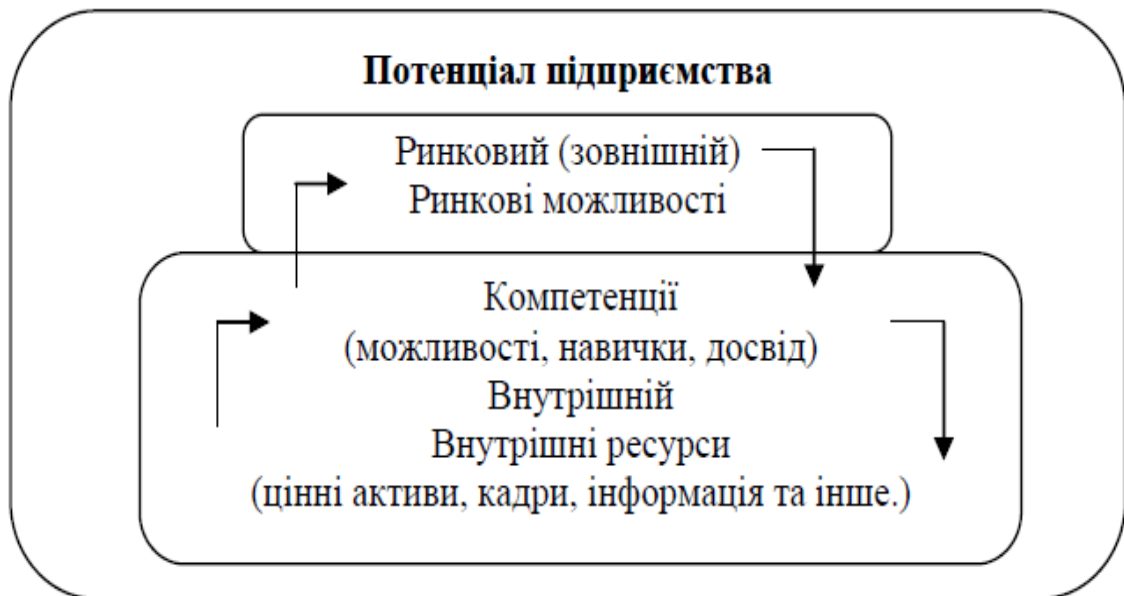 Потенціал підприємства
Ринковий (зовнішній)
Ринкові можливості
Компетенції
(можливості, навички, досвід)
Внутрішній
Внутрішні ресурси
(цінні активи, кадри, інформація та інше.)